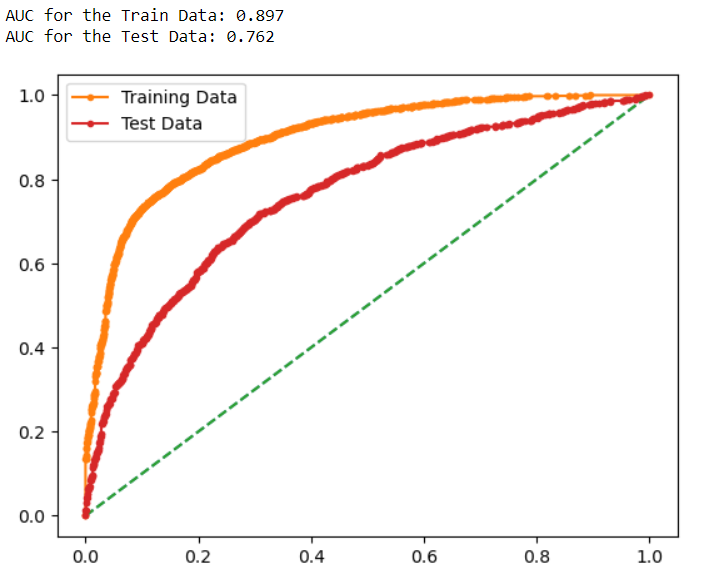 AUC for the Train Data: 0.897
AUC for the Test Data: 0.762
1.0
Training Data
Test Data
0.8
0.6
0.4
0.2
0.0
0.0 0.2 0.4 0.6 0.8 1.0